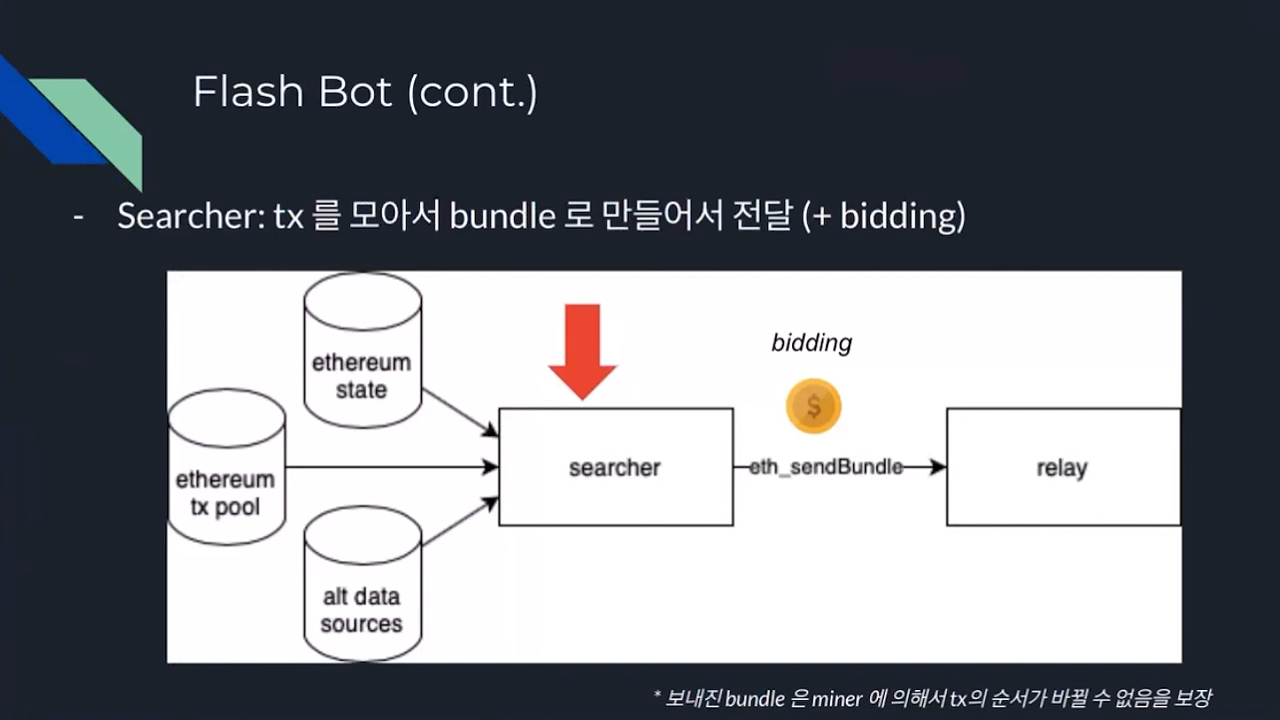 Flash Bot (cont.)
- Searcher: tx 를 모아서 bundle 로 만들어서 전달 (+ bidding)
ethereum
state
bidding
$
ethereum
tx pool
searcher
eth_sendBundle
relay
alt data
sources
* 보내진 bundle 은 miner 에 의해서 tx의 순서가 바뀔 수 없음을 보장